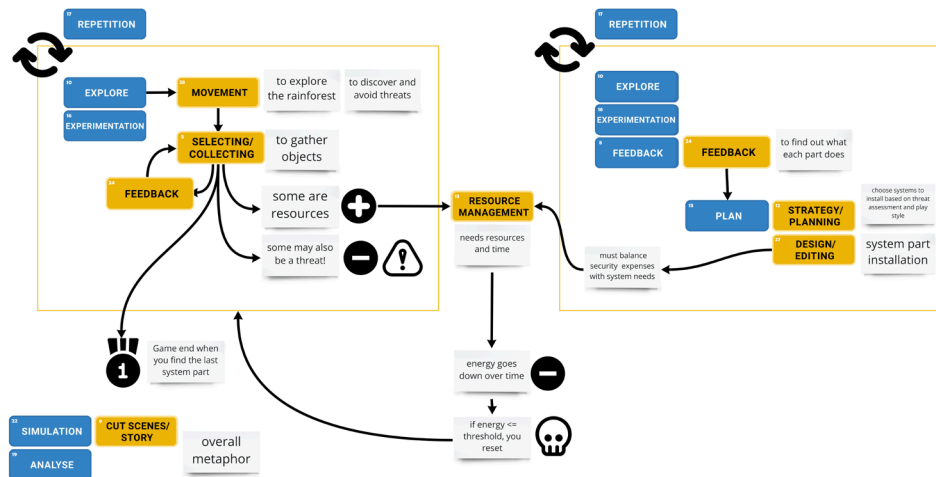 17
REPETITION
10
EXPLORE
16
EXPERIMENTATION
MOVEMENT
to explore
the rainforest
to discover and
avoid threats
SELECTING/
COLLECTING
to gather
objects
24
FEEDBACK
some are
resources
some may also
be a threat!
1
Game end when
you find the last
system part
22
SIMULATION
CUT SCENES/
STORY
19
ANALYSE
overall
metaphor
RESOURCE
MANAGEMENT
needs resources
and time
energy goes
down over time
if energy <=
threshold, you
reset
17
REPETITION
10
EXPLORE
16
EXPERIMENTATION
FEEDBACK
24
FEEDBACK
to find out what
each part does
PLAN
STRATEGY/
PLANNING
choose systems to
install based on threat
assessment and play
style
DESIGN/
EDITING
system part
installation
must balance
security expenses
with system needs